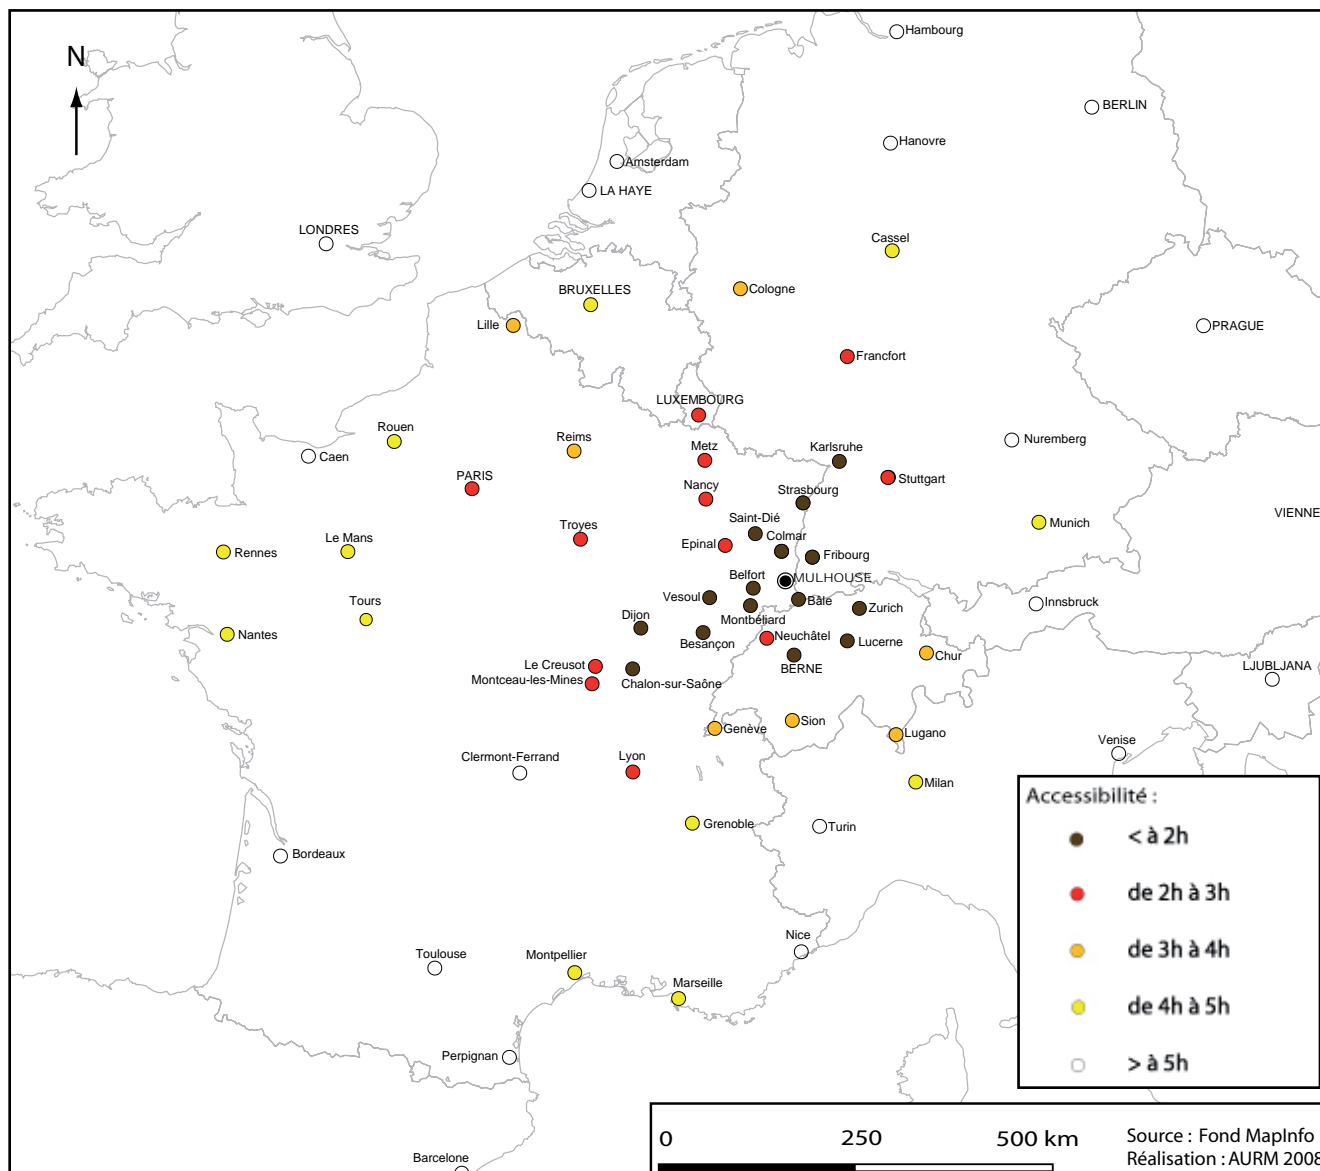 Hambourg
N
BERLIN
Hanovre
Amsterdam
LA HAYE
LONDRES
Cassel
BRUXELLES
Cologne
Lille
PRAGUE
Francfort
LUXEMBOURG
Rouen
Reims
Metz
Karlsruhe
Nuremberg
Caen
PARIS
Nancy
Stuttgart
Strasbourg
VIENNE
Saint-Dié
Munich
Troyes
Colmar
Le Mans
Epinal
Rennes
Fribourg
Belfort
MULHOUSE
Vesoul
Bâle
Innsbruck
Tours
Zurich
Dijon
Montbéliard
Nantes
Besançon
Neuchâtel
Lucerne
Chur
Le Creusot
BERNE
LJUBLJANA
Montceau-les-Mines
Chalon-sur-Saône
Sion
Genève
Lugano
Venise
Clermont-Ferrand
Lyon
Milan
Grenoble
Turin
Bordeaux
Nice
Toulouse
Montpellier
Marseille
Perpignan
Barcelone
Accessibilité :
< à 2h
de 2h à 3h
de 3h à 4h
de 4h à 5h
> à 5h
0 250 500 km
Source : Fond MapInfo
Réalisation : AURM 2008